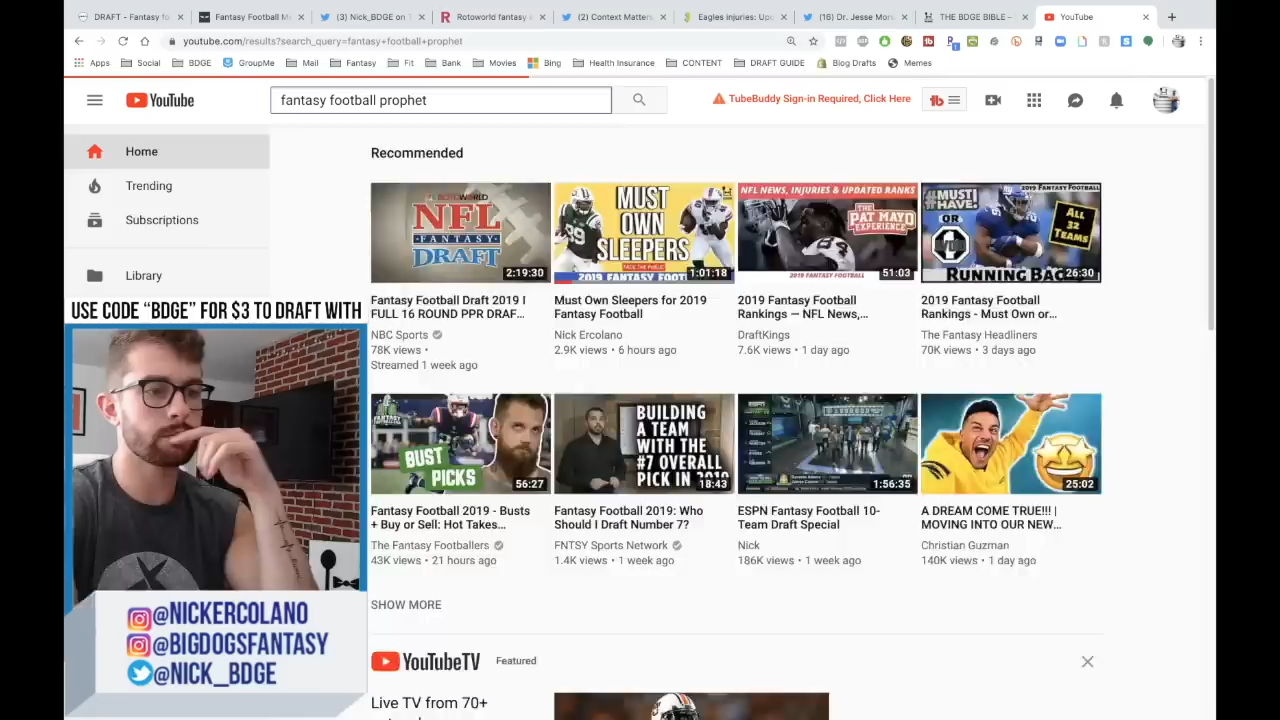 DRAFT - Fantasy fo
Fantasy Football M
(3) Nick_BDGE on T
Rotoworld fantasy
(2) Context Matters
Eagles injuries: Up
(16) Dr. Jesse Mor
THE BDGE BIBLE –
YouTube
youtube.com/results?search_query=fantasy+football+prophet
Apps
Social
BDGE
GroupMe
Mail
Fantasy
Fit
Bank
Movies
Bing
Health Insurance
CONTENT
DRAFT GUIDE
Blog Drafts
Memes
YouTube
fantasy football prophet
TubeBuddy Sign-in Required, Click Here
tb
Home
Trending
Subscriptions
Library
Recommended
ROTOWORLD
NFL
FANTASY
DRAFT
2:19:30
MUST
OWN
SLEEPERS
2019 FANTASY FOOT
1:01:18
NFL NEWS, INJURIES & UPDATED RANKS
THE
PAT MAYO
EXPERIENCE
2019 FANTASY FOOTBALL
51:03
2019 FANTASY FOOTBALL
#MUST!
HAVE!
OR
ALL
32
TEAMS
RUNNING BAC
26:30
Fantasy Football Draft 2019 I
FULL 16 ROUND PPR DRAF...
NBC Sports
78K views •
Streamed 1 week ago
Must Own Sleepers for 2019
Fantasy Football
Nick Ercolano
2.9K views • 6 hours ago
2019 Fantasy Football
Rankings — NFL News,...
DraftKings
7.6K views • 1 day ago
2019 Fantasy Football
Rankings - Must Own or...
The Fantasy Headliners
70K views • 3 days ago
BUST
PICKS
56:27
BUILDING
A TEAM
WITH THE
#7 OVERALL
PICK IN 2019
18:43
1:56:35
25:02
Fantasy Football 2019 - Busts
+ Buy or Sell: Hot Takes...
The Fantasy Footballers
43K views • 21 hours ago
Fantasy Football 2019: Who
Should I Draft Number 7?
FNTSY Sports Network
1.4K views • 1 week ago
ESPN Fantasy Football 10-
Team Draft Special
Nick
186K views • 1 week ago
A DREAM COME TRUE!!! |
MOVING INTO OUR NEW...
Christian Guzman
140K views • 1 day ago
SHOW MORE
YouTubeTV
Featured
Live TV from 70+
USE CODE “BDGE” FOR $3 TO DRAFT WITH
@NICKERCOLANO
@BIGDOGSFANTASY
@NICK_BDGE